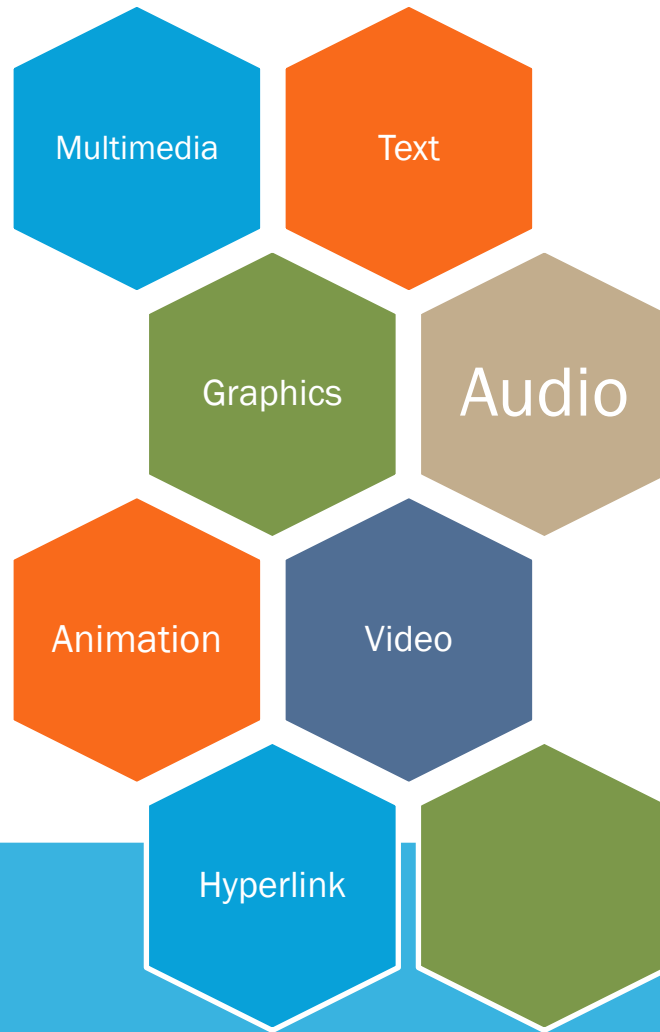 Multimedia
Text
Graphics
Audio
Animation
Video
Hyperlink